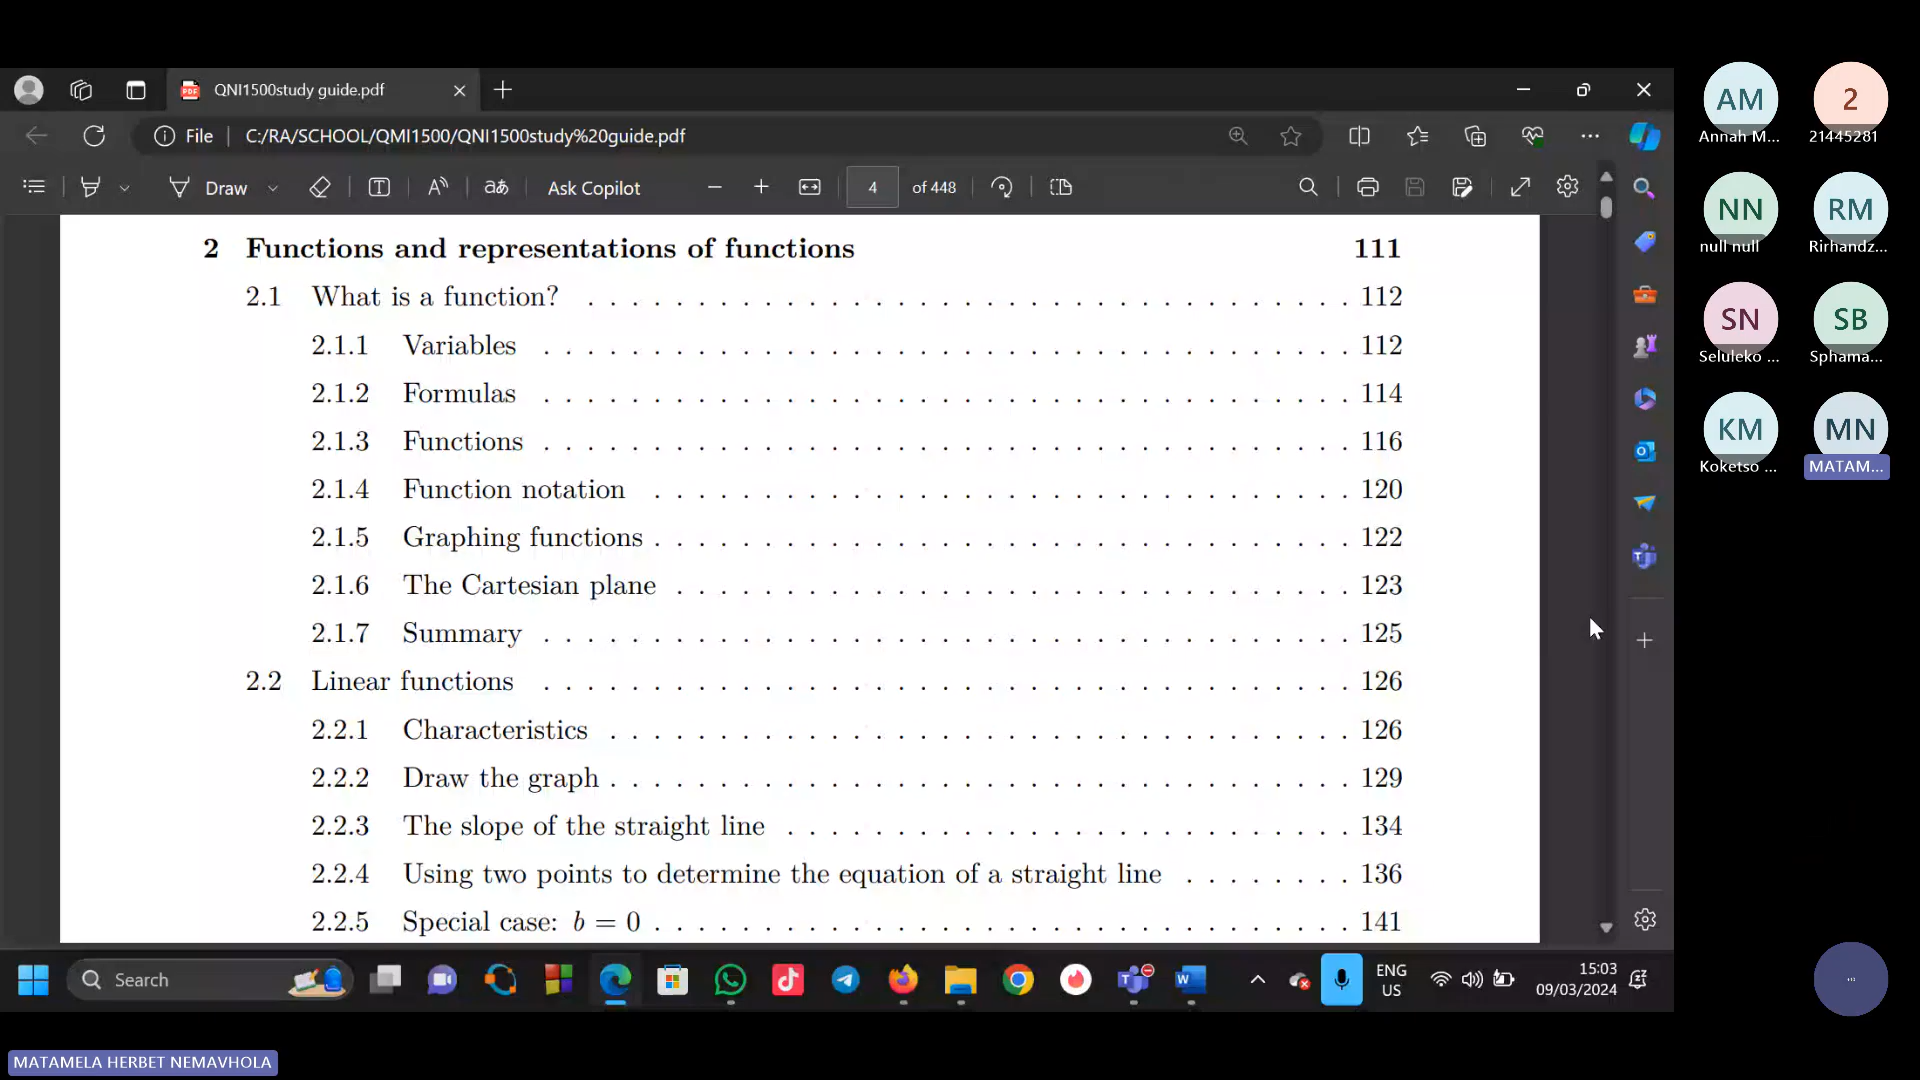 QNI1500study guide.pdf
File
C:/RA/SCHOOL/QMI1500/QNI1500study%20guide.pdf
Draw
Ask Copilot
4
of 448
2 Functions and representations of functions 111
2.1 What is a function? . . . . . . . . . . . . . . . . . . . . . . . . . . . . . . . . . . . 112
2.1.1 Variables . . . . . . . . . . . . . . . . . . . . . . . . . . . . . . . . . . . . . 112
2.1.2 Formulas . . . . . . . . . . . . . . . . . . . . . . . . . . . . . . . . . . . . . 114
2.1.3 Functions . . . . . . . . . . . . . . . . . . . . . . . . . . . . . . . . . . . . . 116
2.1.4 Function notation . . . . . . . . . . . . . . . . . . . . . . . . . . . . . . . . 120
2.1.5 Graphing functions . . . . . . . . . . . . . . . . . . . . . . . . . . . . . . . . 122
2.1.6 The Cartesian plane . . . . . . . . . . . . . . . . . . . . . . . . . . . . . . . 123
2.1.7 Summary . . . . . . . . . . . . . . . . . . . . . . . . . . . . . . . . . . . . . 125
2.2 Linear functions . . . . . . . . . . . . . . . . . . . . . . . . . . . . . . . . . . . . . 126
2.2.1 Characteristics . . . . . . . . . . . . . . . . . . . . . . . . . . . . . . . . . . 126
2.2.2 Draw the graph . . . . . . . . . . . . . . . . . . . . . . . . . . . . . . . . . . 129
2.2.3 The slope of the straight line . . . . . . . . . . . . . . . . . . . . . . . . . . 134
2.2.4 Using two points to determine the equation of a straight line . . . . . . . . 136
2.2.5 Special case: b = 0 . . . . . . . . . . . . . . . . . . . . . . . . . . . . . . . . 141
Search
ENG
US
15:03
09/03/2024
AM
Annah M...
2
21445281
NN
null null
RM
Rirhandz...
SN
Seluleko ...
SB
Sphama...
KM
Koketso ...
MN
MATAM...
MATAMELA HERBET NEMAVHOLA